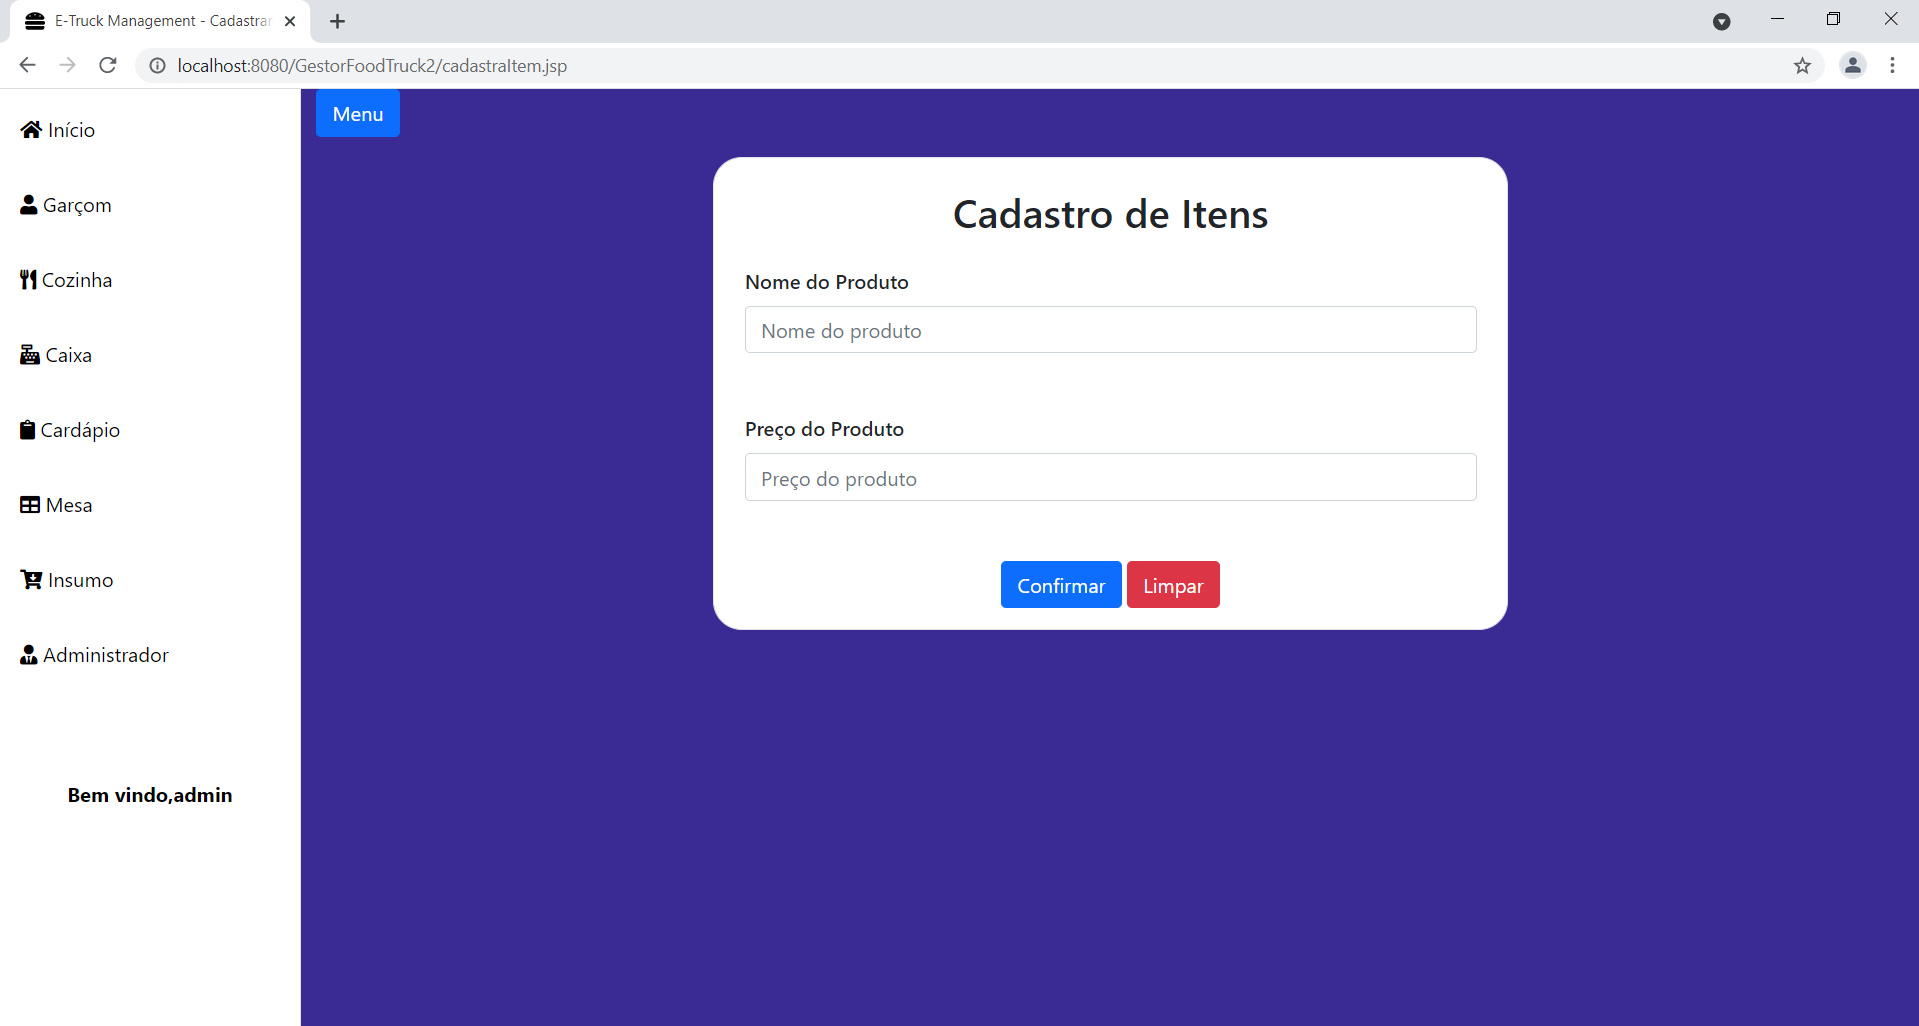 E-Truck Management - Cadastrar
localhost:8080/GestorFoodTruck2/cadastraItem.jsp
Início
Garçom
Cozinha
Caixa
Cardápio
Mesa
Insumo
Administrador
Bem vindo,admin
Menu
Cadastro de Itens
Nome do Produto
Nome do produto
Preço do Produto
Preço do produto
Confirmar Limpar